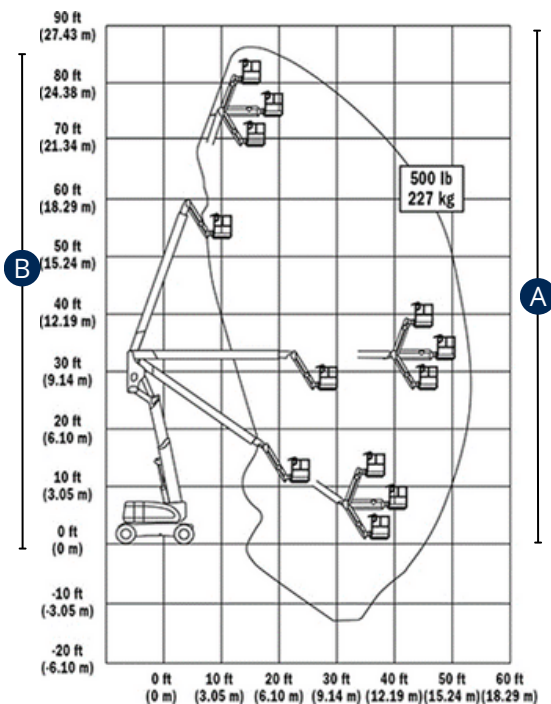 90 ft
(27.43 m)
80 ft
(24.38 m)
70 ft
(21.34 m)
60 ft
(18.29 m)
500 lb
227 kg
50 ft
(15.24 m)
B
A
40 ft
(12.19 m)
30 ft
(9.14 m)
20 ft
(6.10 m)
10 ft
(3.05 m)
0 ft
(0 m)
-10 ft
(-3.05 m)
-20 ft
(-6.10 m)
0 ft 10 ft 20 ft 30 ft 40 ft 50 ft 60 ft
(0 m) (3.05 m) (6.10 m) (9.14 m) (12.19 m) (15.24 m) (18.29 m)